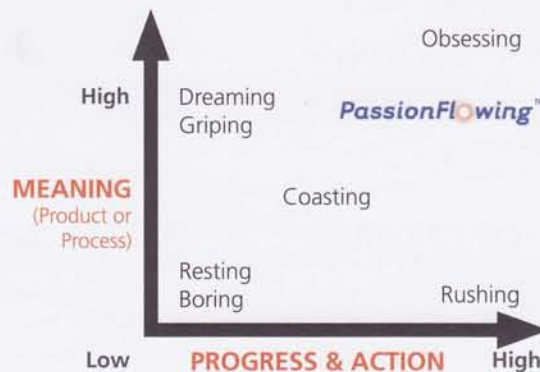 Obsessing
High
Dreaming
Griping
PassionFlowing™
MEANING
(Product or
Process)
Coasting
Resting
Boring
Rushing
Low
PROGRESS & ACTION
High